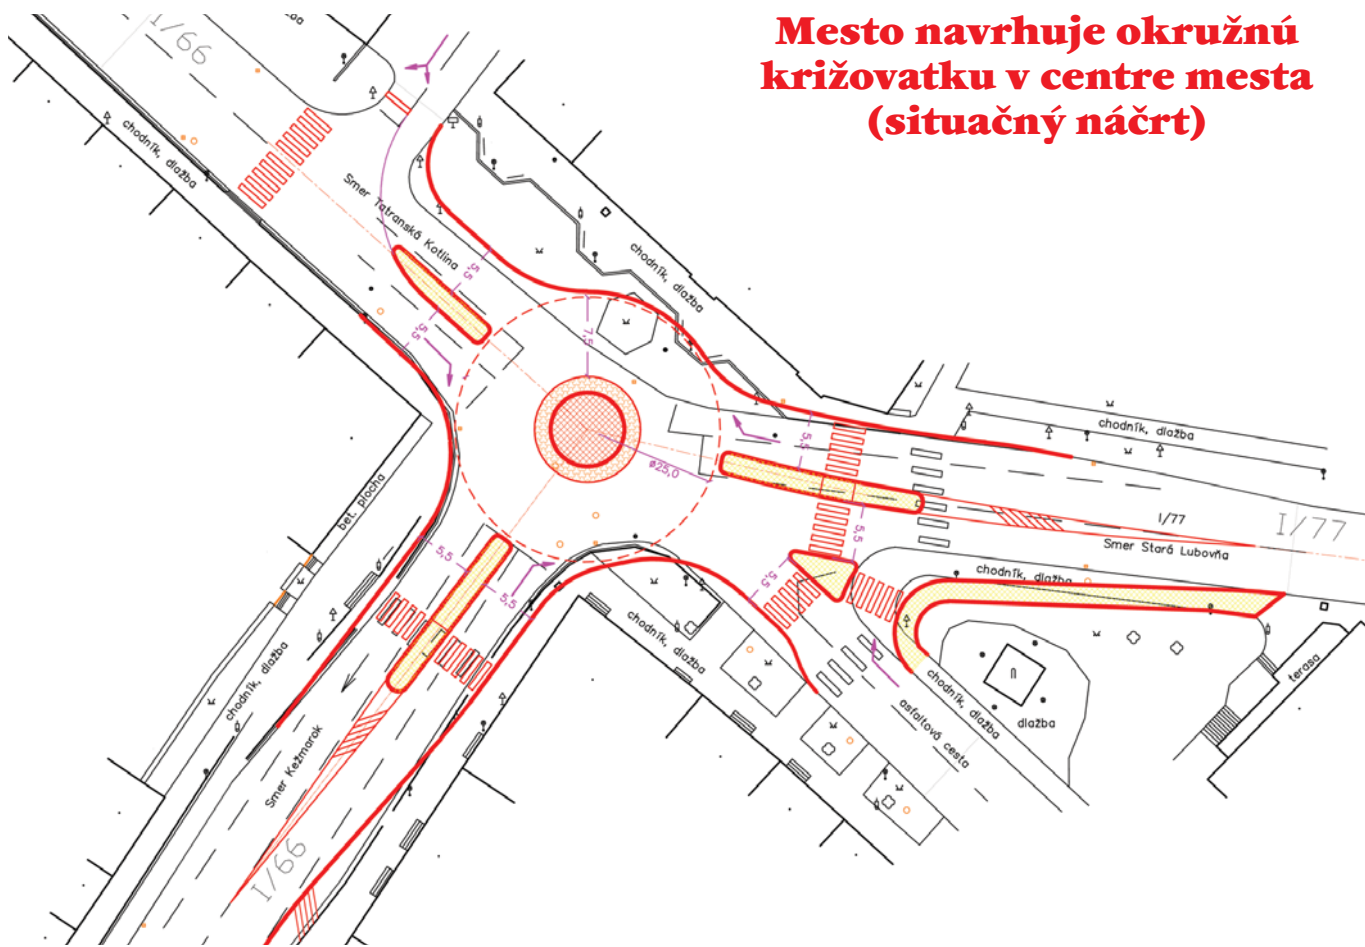 Mesto navrhuje okružnú
križovatku v centre mesta
(situačný náčrt)
I/66
chodník, dlažba
Smer Tatranská Kotlina
chodník, dlažba
5,5
5,5
7,5
ø25,0
5,5
chodník, dlažba
I/77
I/77
Smer Stará Lubovňa
5,5
5,5
chodník, dlažba
bet. plocha
5,5
5,5
chodník, dlažba
chodník, dlažba
chodník, dlažba
dlažba
terasa
asfaltová cesta
Smer Kežmarok
I/66